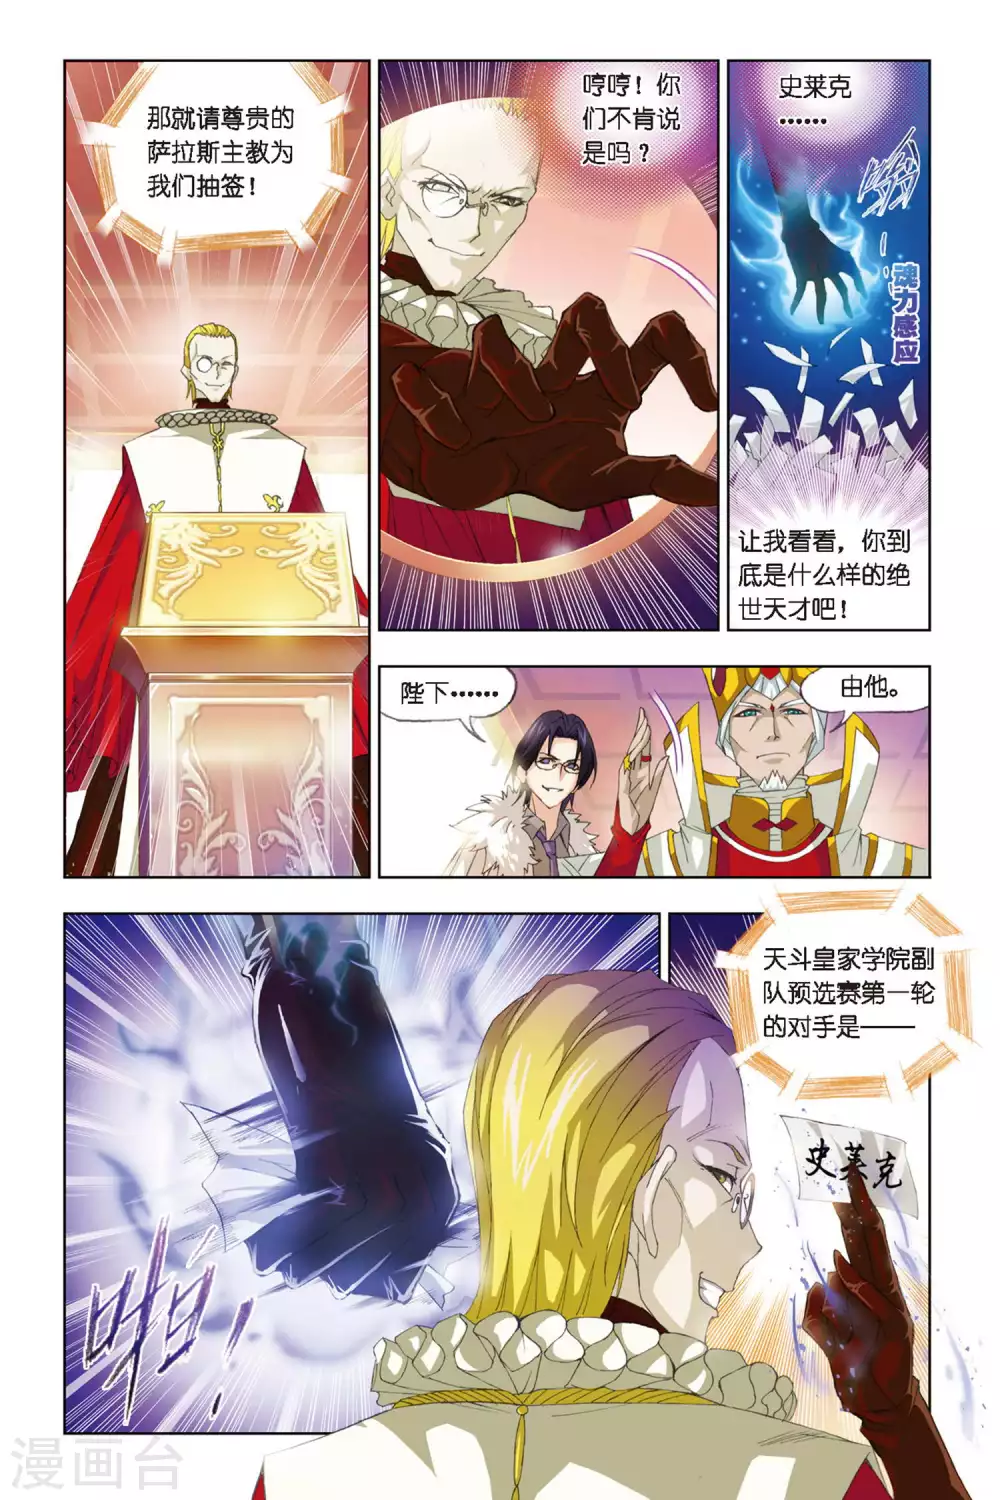 那就请尊贵的
萨拉斯主教为
我们抽签！
哼哼！你
们不肯说
是吗？
史莱克
……
魂力感应
让我看看，你到
底是什么样的绝
世天才吧！
陛下……
由他。
天斗皇家学院副
队预选赛第一轮
的对手是——
史莱克
啪！
漫画台